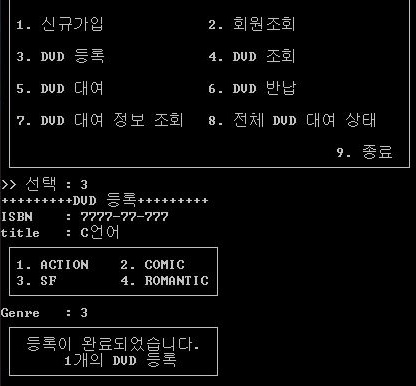 1. 신규가입 2. 회원조회
3. DVD 등록 4. DVD 조회
5. DVD 대여 6. DVD 반납
7. DVD 대여 정보 조회 8. 전체 DVD 대여 상태
9. 종료
>> 선택 : 3
+++++++++DVD 등록+++++++++
ISBN : 7777-77-777
title : C언어
1. ACTION 2. COMIC
3. SF 4. ROMANTIC
Genre : 3
등록이 완료되었습니다.
1개의 DVD 등록